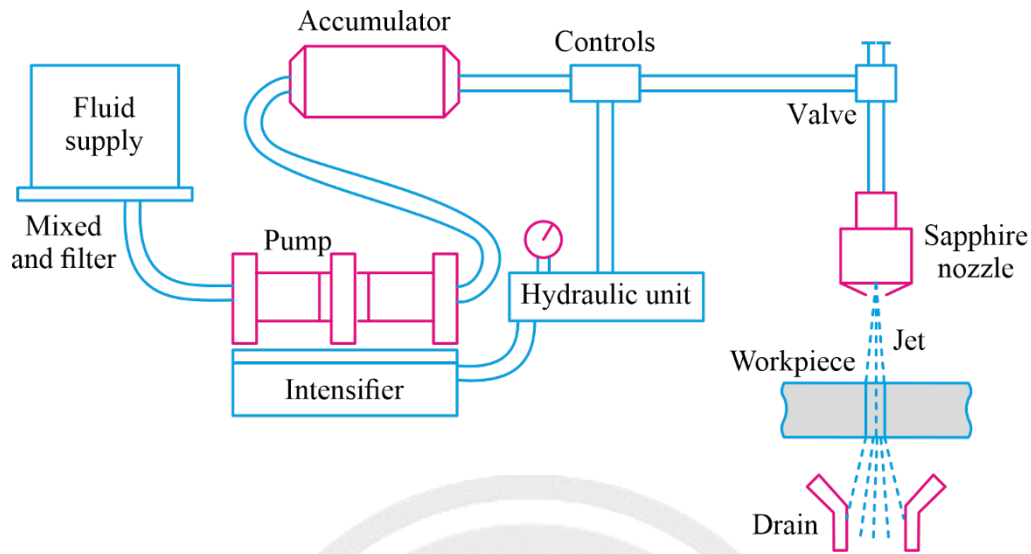 Accumulator
Controls
Fluid
supply
Valve
Mixed
and filter
Pump
Sapphire
nozzle
Hydraulic unit
Jet
Workpiece
Intensifier
Drain